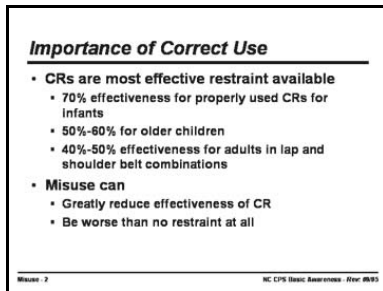 Importance of Correct Use
• CRs are most effective restraint available
▪ 70% effectiveness for properly used CRs for
infants
▪ 50%-60% for older children
▪ 40%-50% effectiveness for adults in lap and
shoulder belt combinations
• Misuse can
▪ Greatly reduce effectiveness of CR
▪ Be worse than no restraint at all
Misuse - 2
NC CPS Basic Awareness - Rev: